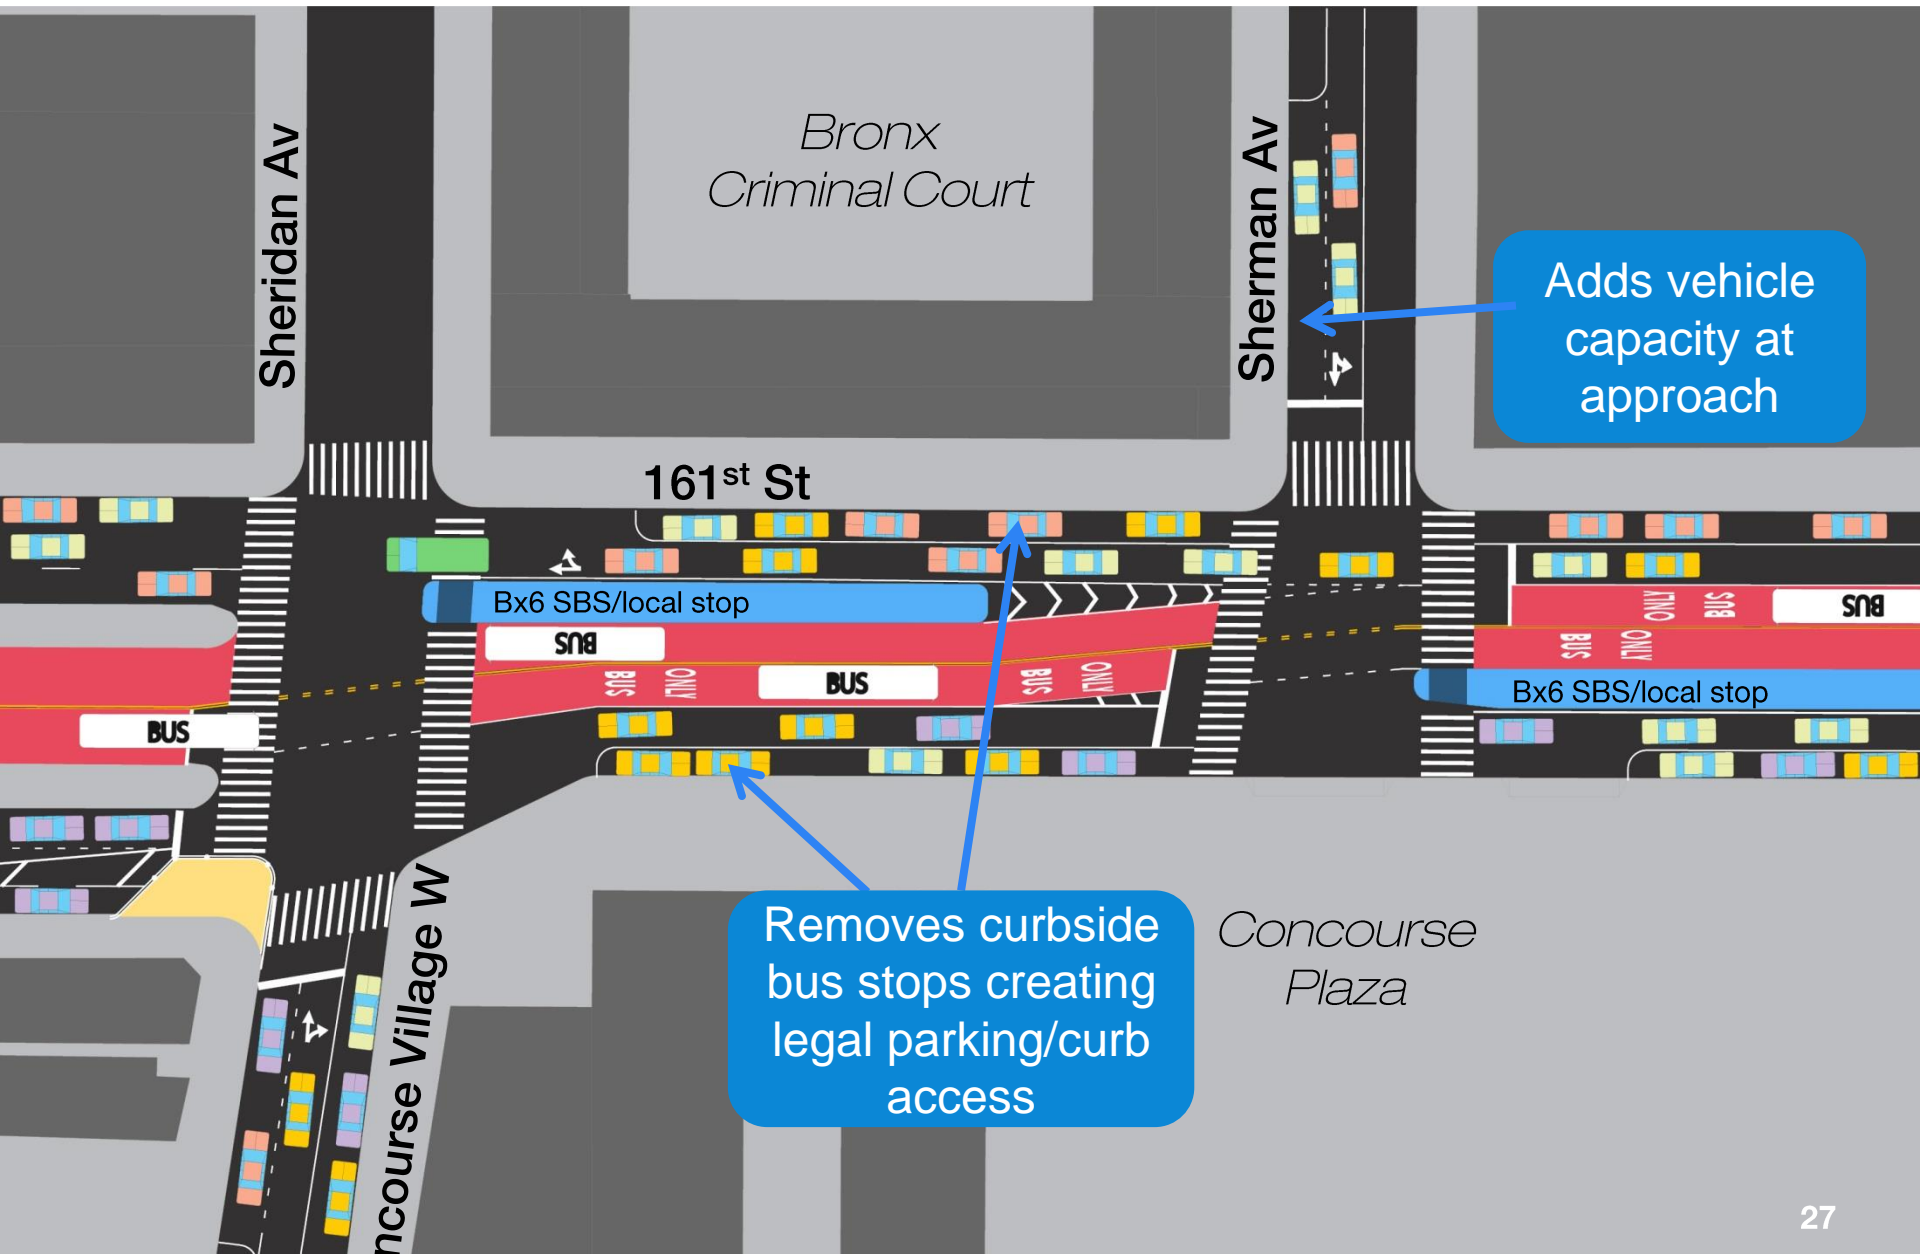 Bronx
Criminal Court
Sheridan Av
Sherman Av
Adds vehicle
capacity at
approach
161st St
Bx6 SBS/local stop
BUS
BUS
ONLY
BUS
BUS
ONLY
BUS
ONLY
BUS
BUS
BUS
ONLY
Bx6 SBS/local stop
BUS
Removes curbside
bus stops creating
legal parking/curb
access
Concourse
Plaza
ncourse Village W
27